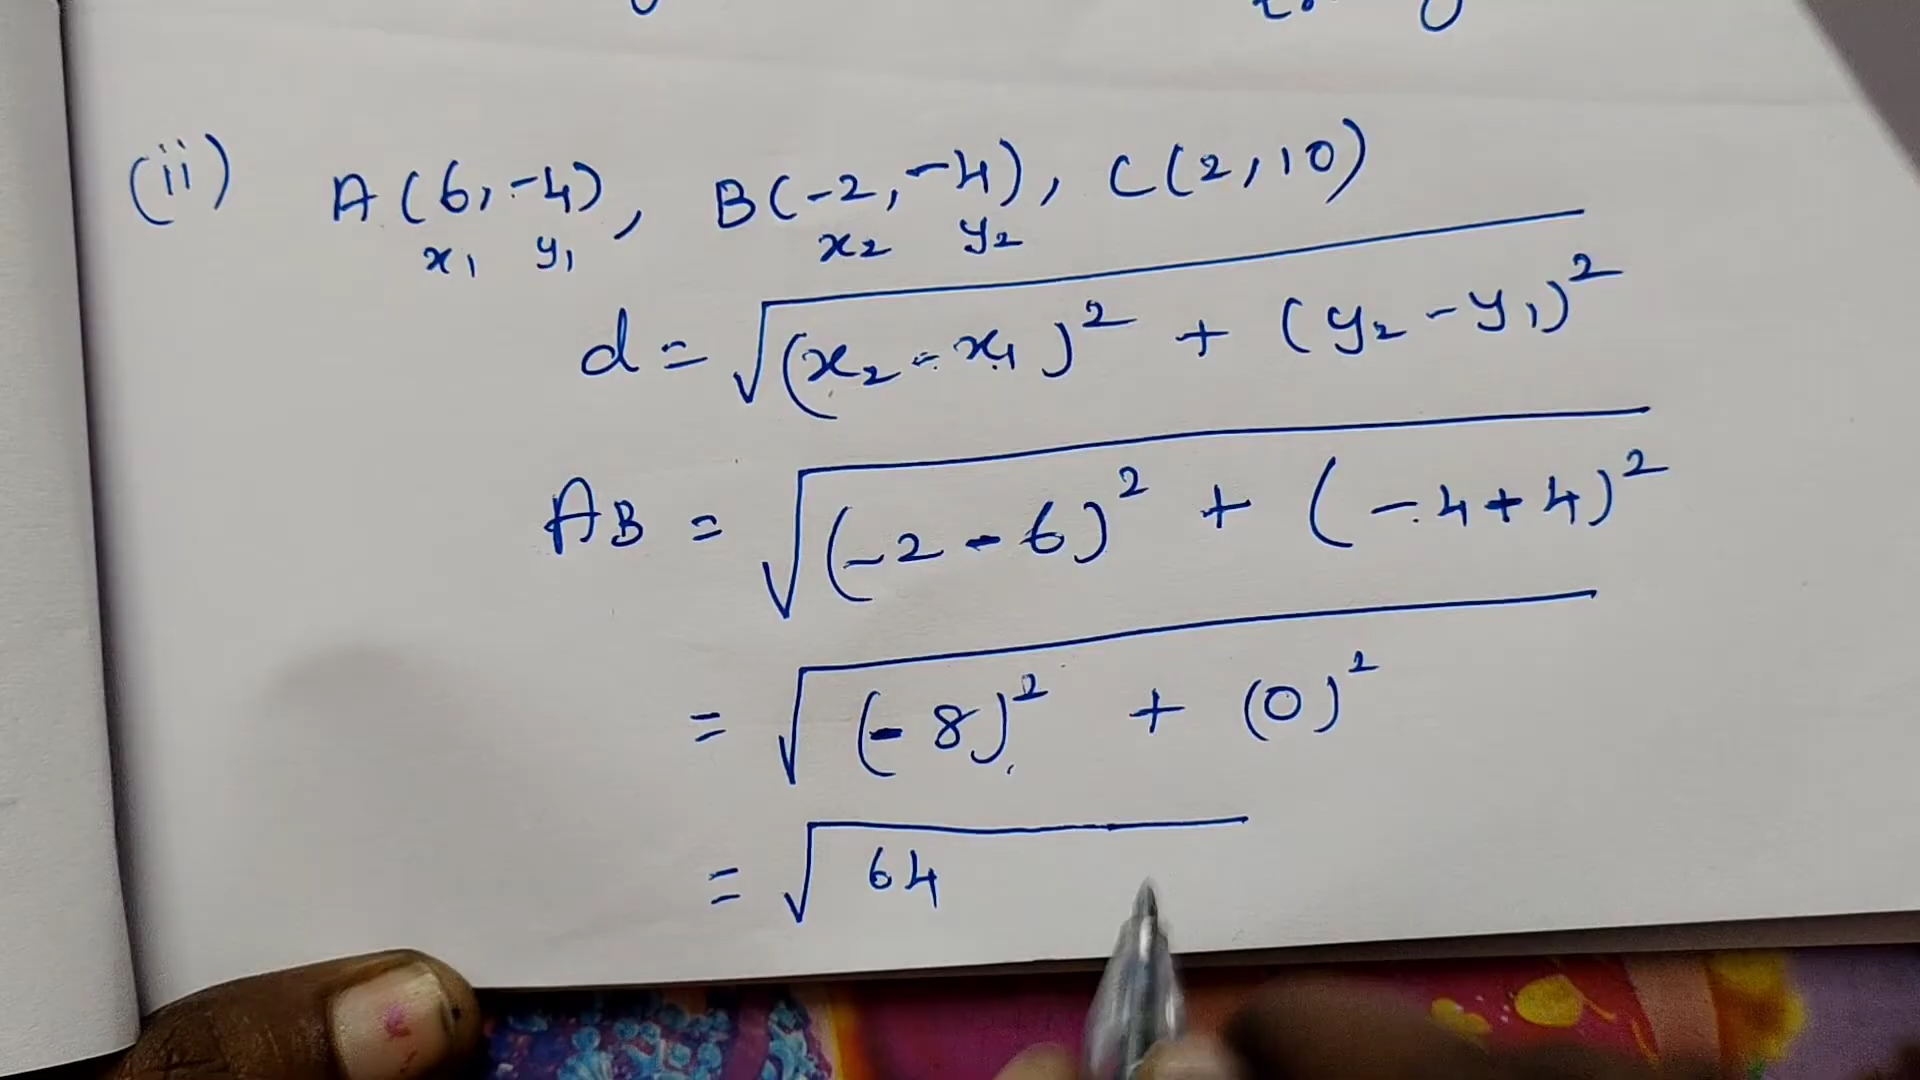 (ii) A(6,-4), B(-2,-4), C(2,10)
x₁ y₁ x₂ y₂
d = √(x₂ - x₁)² + (y₂ - y₁)²
AB = √(-2 - 6)² + (-4 + 4)²
= √(-8)² + (0)²
= √64